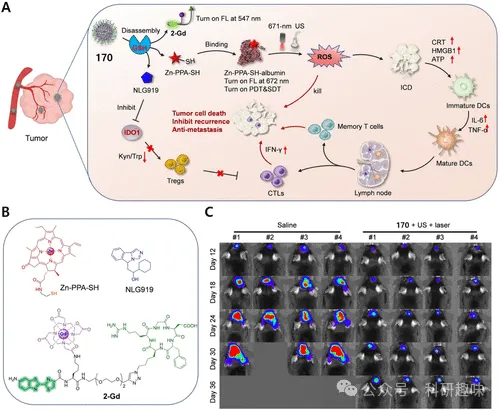 A
Disassembly
2-Gd
Turn on FL at 547 nm
GSH
170
SH
Zn-PPA-SH
Binding
671-nm US
Zn-PPA-SH-albumin
Turn on FL at 672 nm
Turn on PDT&SDT
ROS
ICD
CRT
HMGB1
ATP
Immature DCs
NLG919
Inhibit
IDO1
Kyn/Trp
Tregs
kill
Tumor cell death
Inhibit recurrence
Anti-metastasis
IFN-γ
CTLs
Memory T cells
Lymph node
IL-6
TNF-α
Mature DCs
Tumor
B
Zn-PPA-SH
NLG919
2-Gd
C
Saline
170 + US + laser
#1 #2 #3 #4 #1 #2 #3 #4
Day 12
Day 18
Day 24
Day 30
Day 36
公众号 · 科研趣味